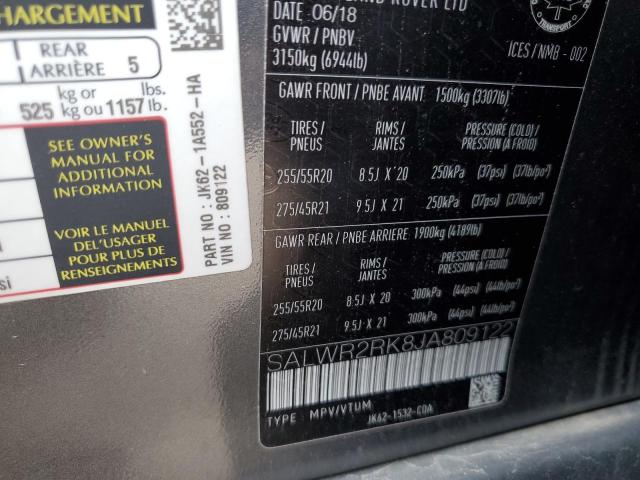 CHARGEMENT
REAR
ARRIÈRE 5
kg or lbs.
525 kg ou 1157 lb.
SEE OWNER'S
MANUAL FOR
ADDITIONAL
INFORMATION
VOIR LE MANUEL
DEL'USAGER
POUR PLUS DE
RENSEIGNEMENTS
PART NO: JK62-1A552-HA
VIN NO: 809122
ROVER LTD
DATE 06/18
GVWR / PNBV
3150kg (6944lb)
TRANSPORT
ICES/NMB-002
GAWR FRONT / PNBE AVANT 1500kg (3307lb)
TIRES / PNEUS RIMS / JANTES PRESSURE (COLD) / PRESSION (A FROID)
255/55R20 8.5J X 20 250kPa (37psi) (37lb/po²)
275/45R21 9.5J X 21 250kPa (37psi) (37lb/po²)
GAWR REAR / PNBE ARRIERE 1900kg (4189lb)
TIRES / PNEUS RIMS / JANTES PRESSURE (COLD) / PRESSION (A FROID)
255/55R20 8.5J X 20 300kPa (44psi) (44lb/po²)
275/45R21 9.5J X 21 300kPa (44psi) (44lb/po²)
SALWR2RK8JA809122
TYPE MPV/VTUM
JK62-1532-CDA